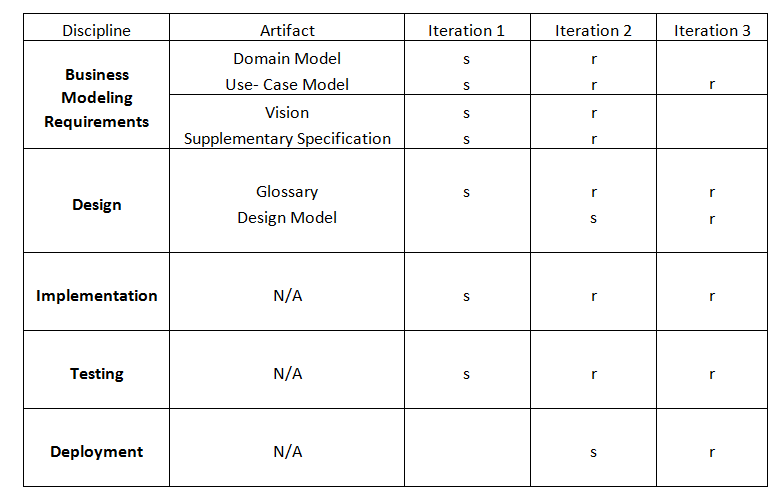 Discipline Artifact Iteration 1 Iteration 2 Iteration 3
Domain Model s r
Business
Use- Case Model s r r
Modeling
Vision s r
Requirements
Supplementary Specification s r
Glossary s r r
Design
Design Model s r
Implementation N/A s r r
Testing N/A s r r
Deployment N/A s r